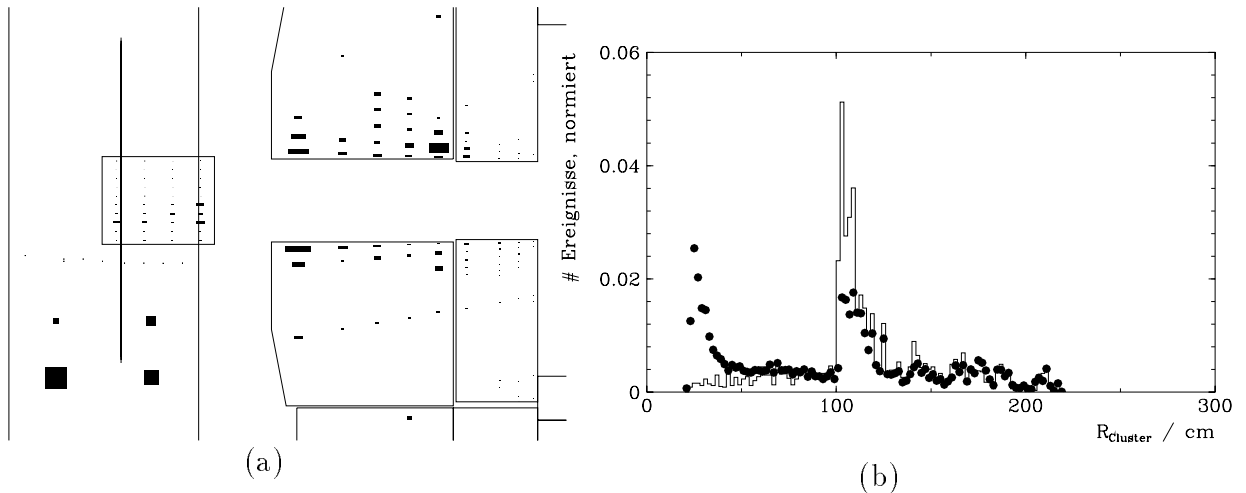 (a)
# Ereignisse, normiert
0.06
0.04
0.02
0
0
100
200
300
R_Cluster / cm
(b)